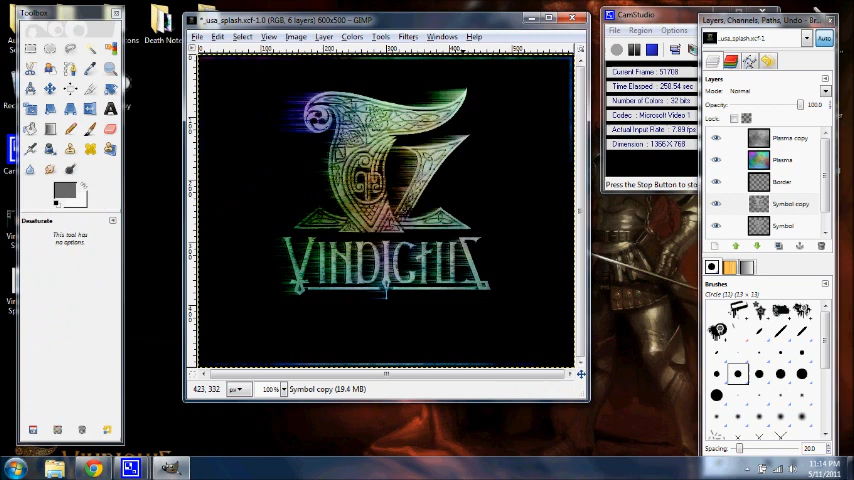 Toolbox
Death Note
*_usa_splash.xcf-1.0 (RGB, 6 layers) 600x500 – GIMP
CamStudio
Layers, Channels, Paths, Undo - Br...
File Edit Select View Image Layer Colors Tools Filters Windows Help
File Region Options
_usa_splash.xcf-1
Auto
Layers
Mode: Normal
Opacity: 100.0
Lock:
Current Frame : 51708
Time Elapsed : 258.54 sec
Number of Colors : 32 bits
Codec : Microsoft Video 1
Actual Input Rate : 7.89 fps
Dimension : 1366 X 768
Press the Stop Button to sto
Plasma copy
Plasma
Border
Symbol copy
Symbol
Desaturate
This tool has
no options
VINDICTUS
Brushes
Circle (11) (13 × 13)
423, 332 px 100 % Symbol copy (19.4 MB)
Spacing: 20.0
11:14 PM
5/11/2011